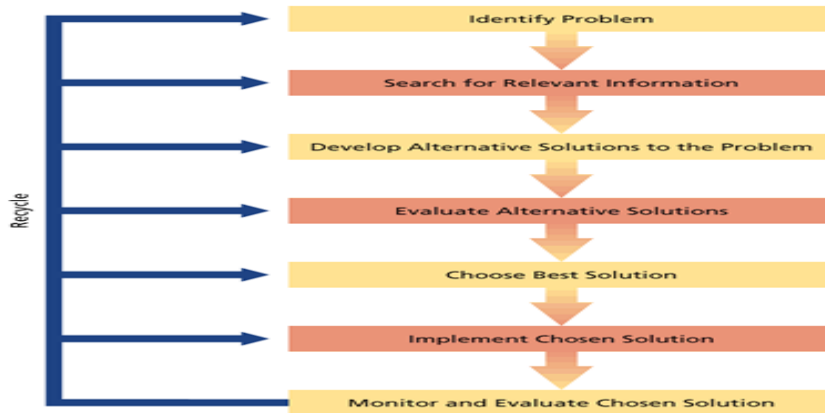 Identify Problem
Search for Relevant Information
Develop Alternative Solutions to the Problem
Evaluate Alternative Solutions
Choose Best Solution
Implement Chosen Solution
Monitor and Evaluate Chosen Solution
Recycle